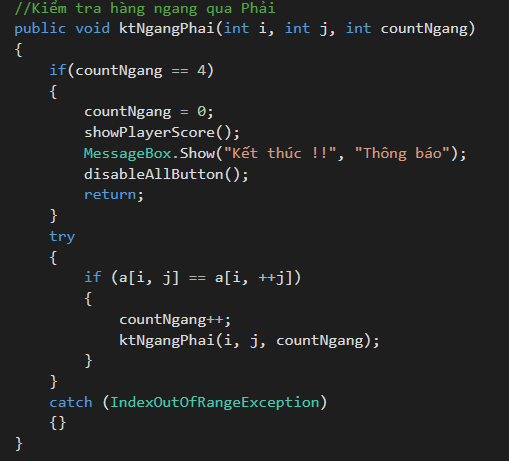 //Kiểm tra hàng ngang qua Phải
public void ktNgangPhai(int i, int j, int countNgang)
{
    if(countNgang == 4)
    {
        countNgang = 0;
        showPlayerScore();
        MessageBox.Show("Kết thúc !!", "Thông báo");
        disableAllButton();
        return;
    }
    try
    {
        if (a[i, j] == a[i, ++j])
        {
            countNgang++;
            ktNgangPhai(i, j, countNgang);
        }
    }
    catch (IndexOutOfRangeException)
    {}
}